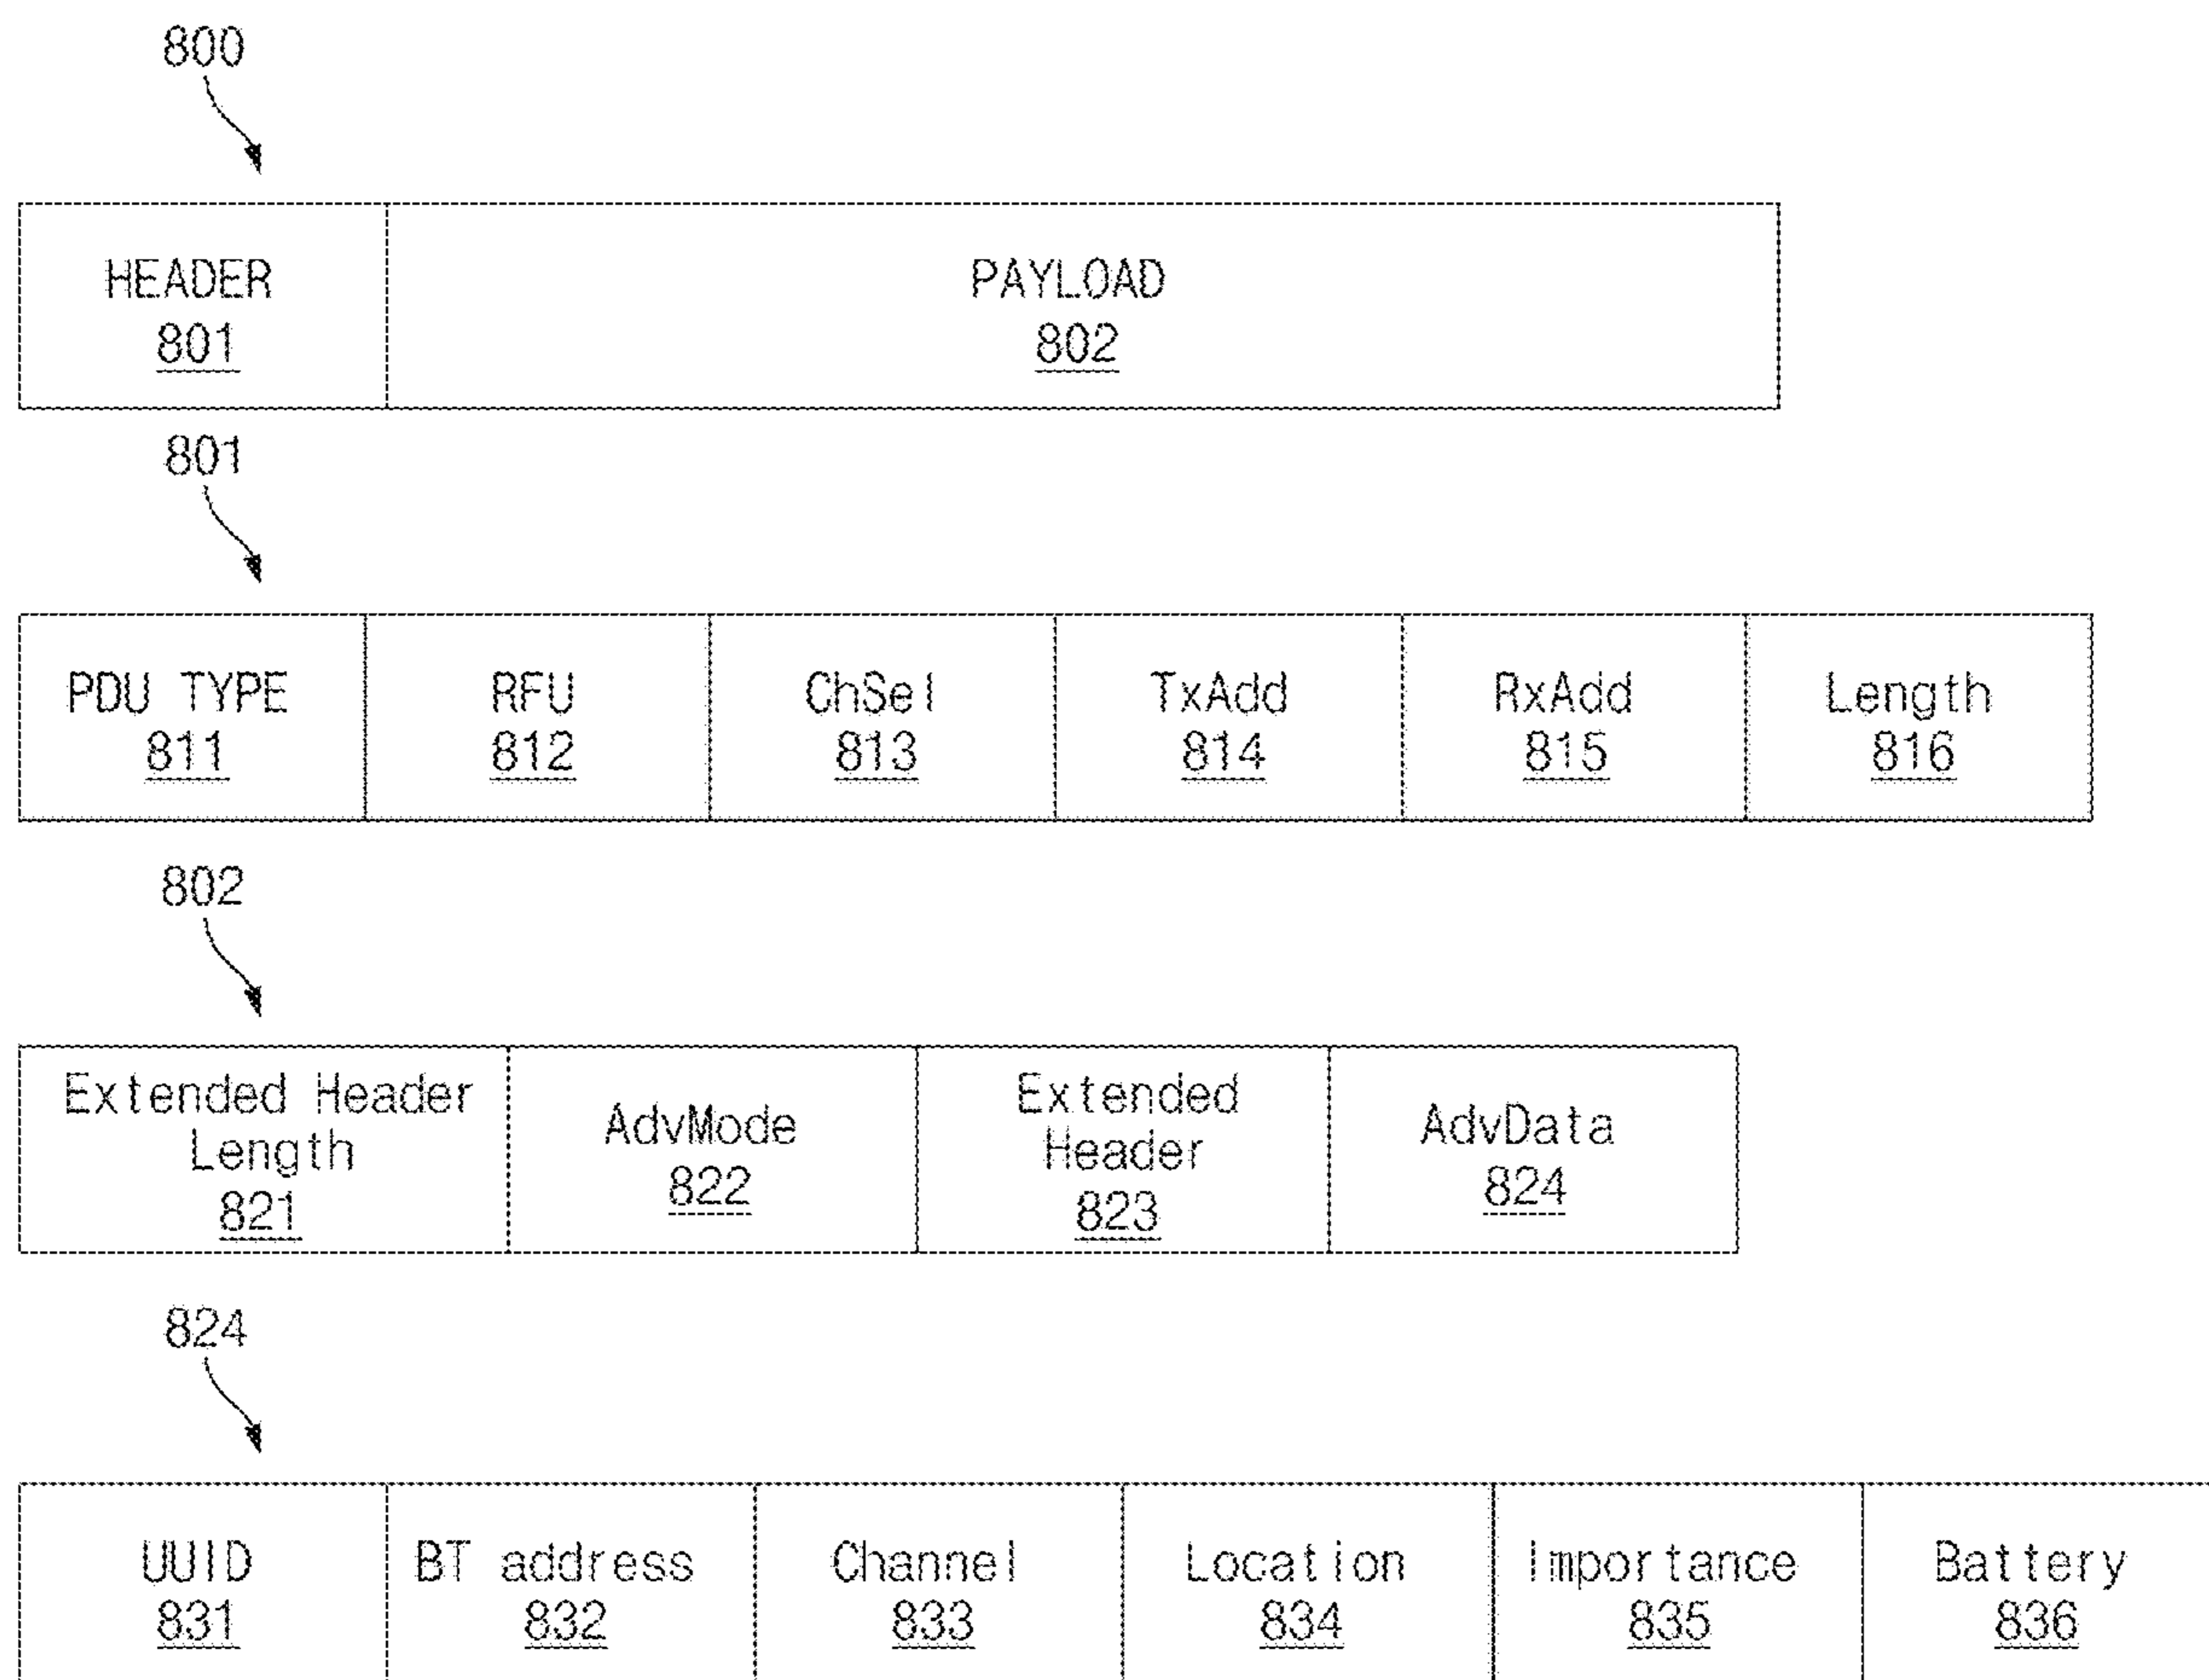 800
HEADER PAYLOAD
801 802
801
PDU TYPE RFU ChSel TxAdd RxAdd Length
811 812 813 814 815 816
802
Extended Header Length 821
AdvMode 822
Extended Header 823
AdvData 824
824
UUID BT address Channel Location Importance Battery
831 832 833 834 835 836